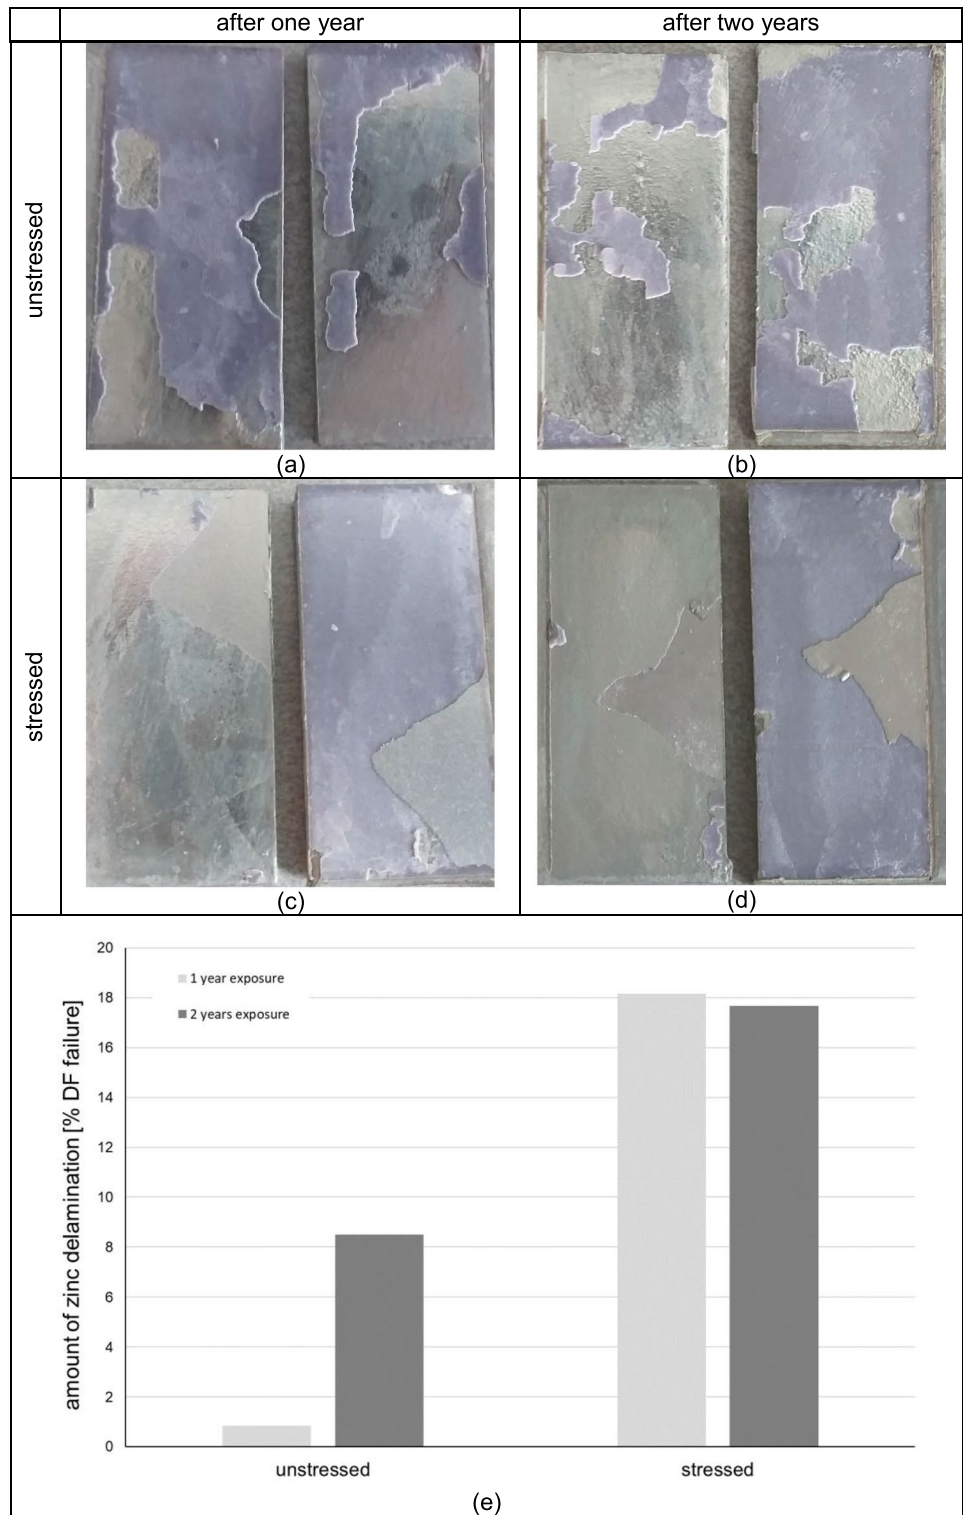 after one year
after two years
unstressed
(a)
(b)
stressed
(c)
(d)
20
18
16
14
12
10
8
6
4
2
0
amount of zinc delamination [% DF failure]
1 year exposure
2 years exposure
unstressed
stressed
(e)